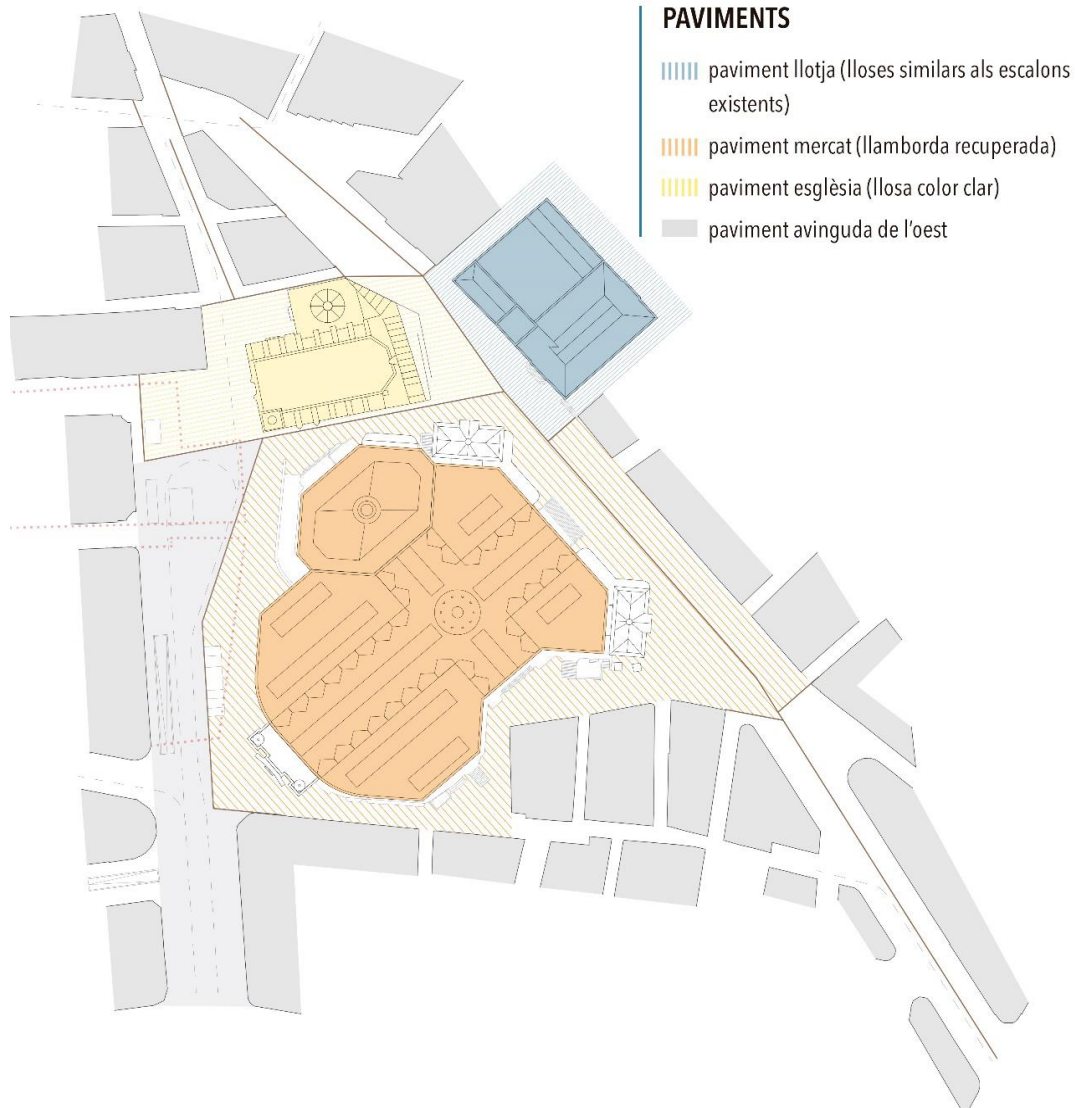 PAVIMENTS
paviment llotja (lloses similars als escalons
existents)
paviment mercat (llamborda recuperada)
paviment esglèsia (llosa color clar)
paviment avinguda de l'oest